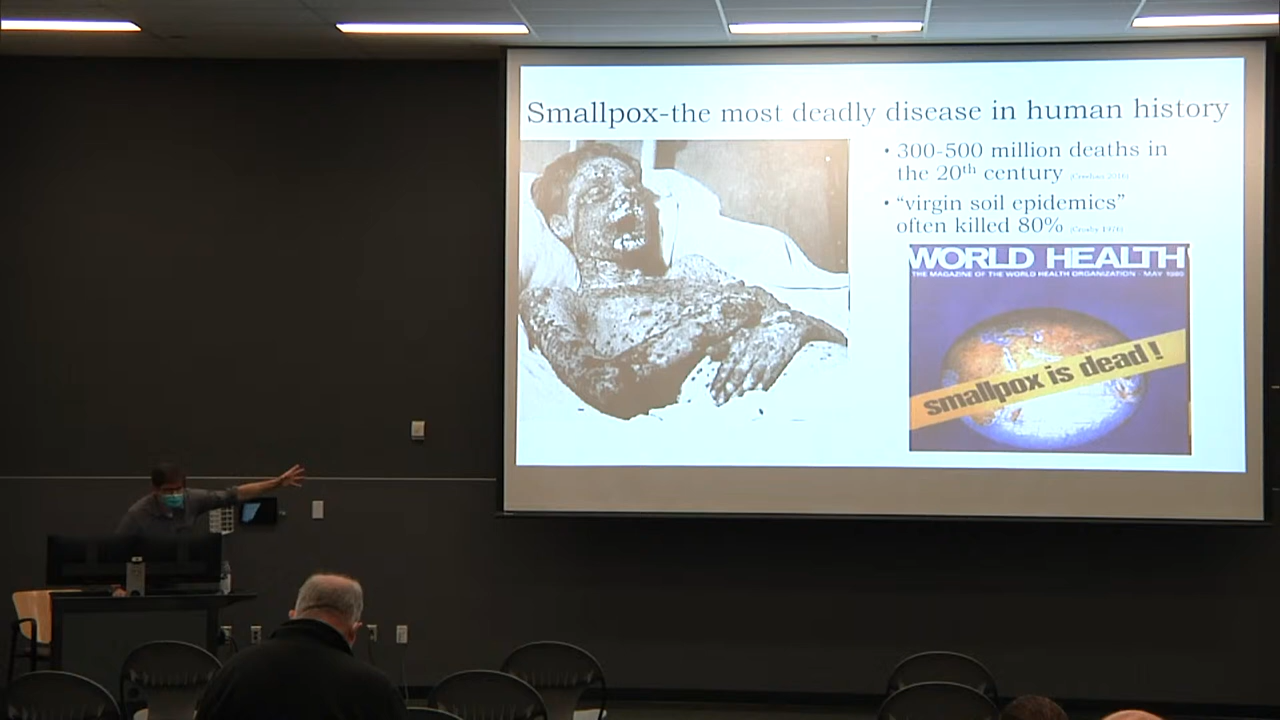 Smallpox-the most deadly disease in human history
• 300-500 million deaths in
the 20th century
• “virgin soil epidemics”
often killed 80%
WORLD HEALTH
THE MAGAZINE OF THE WORLD HEALTH ORGANIZATION - MAY 1980
smallpox is dead!